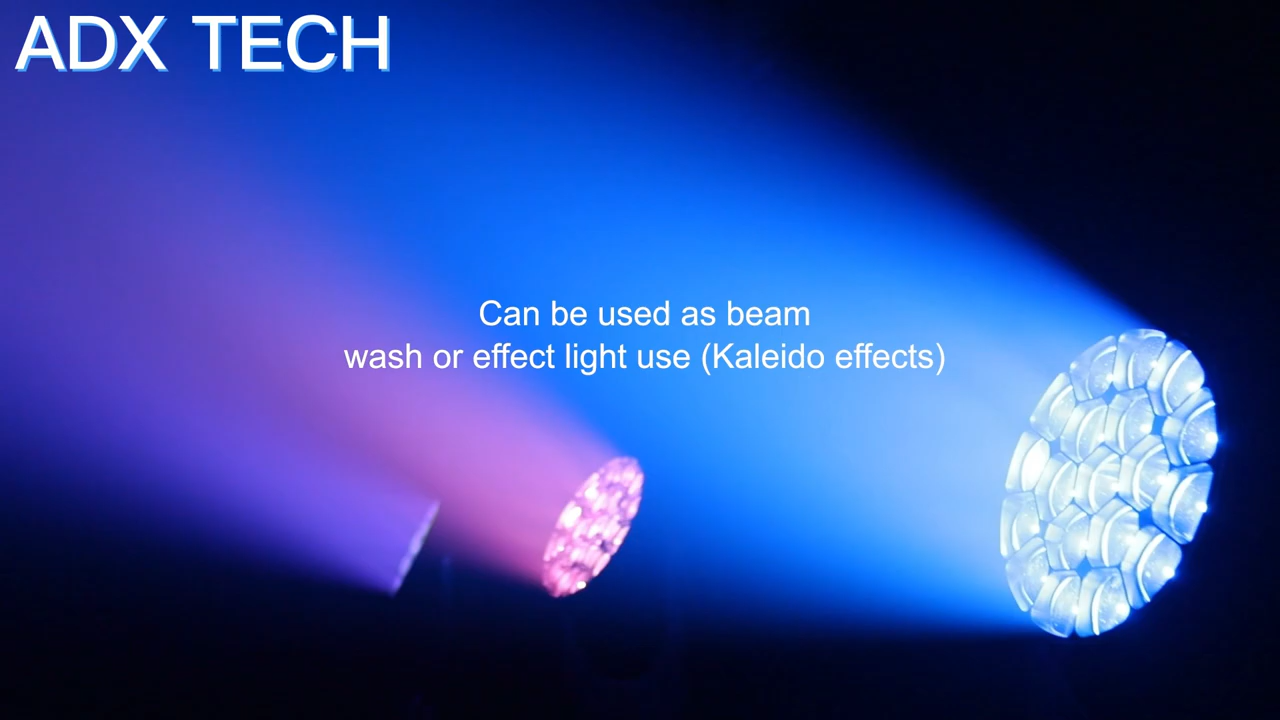 ADX TECH
Can be used as beam
wash or effect light use (Kaleido effects)